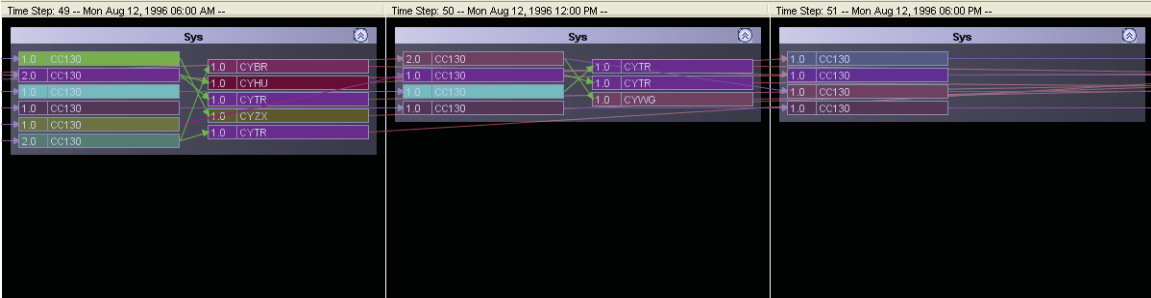 Time Step: 49 -- Mon Aug 12, 1996 06:00 AM --
Sys
1.0 CC130
2.0 CC130
1.0 CC130
1.0 CC130
1.0 CC130
2.0 CC130
1.0 CYBR
1.0 CYHU
1.0 CYTR
1.0 CYZX
1.0 CYTR
Time Step: 50 -- Mon Aug 12, 1996 12:00 PM --
Sys
2.0 CC130
1.0 CC130
1.0 CC130
1.0 CC130
1.0 CYTR
1.0 CYTR
1.0 CYWG
Time Step: 51 -- Mon Aug 12, 1996 06:00 PM --
Sys
1.0 CC130
1.0 CC130
1.0 CC130
1.0 CC130